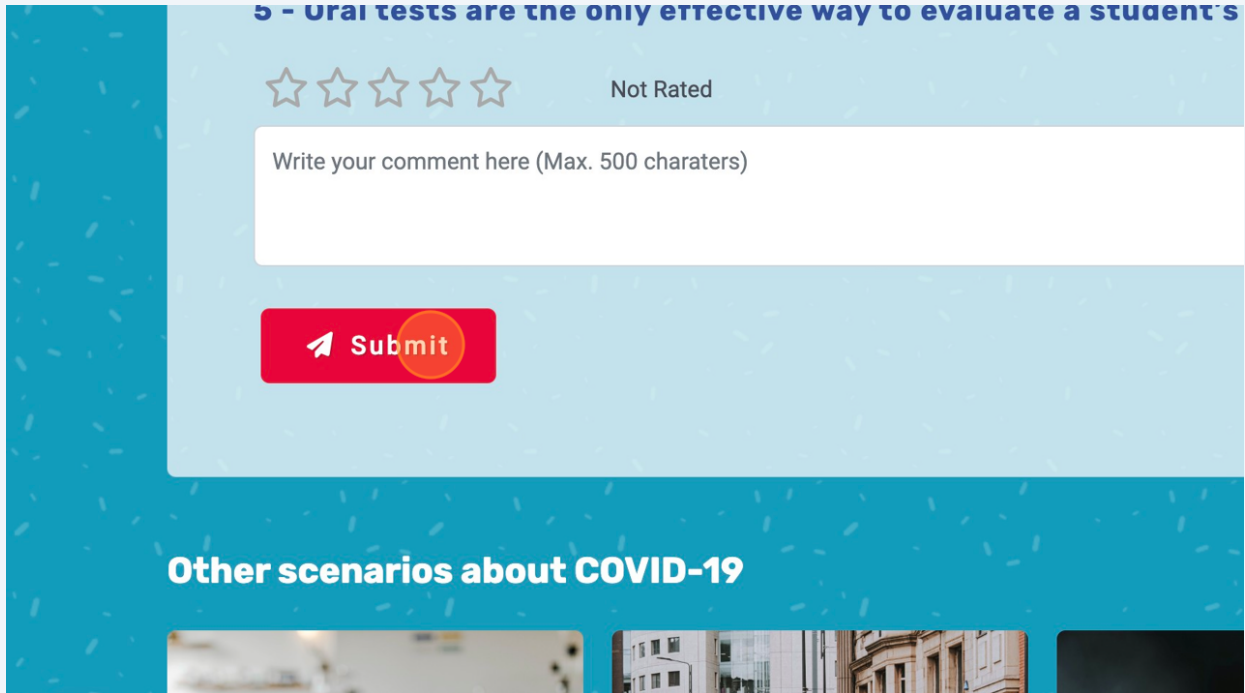 5 - Oral tests are the only effective way to evaluate a student's
Not Rated
Write your comment here (Max. 500 charaters)
Submit
Other scenarios about COVID-19